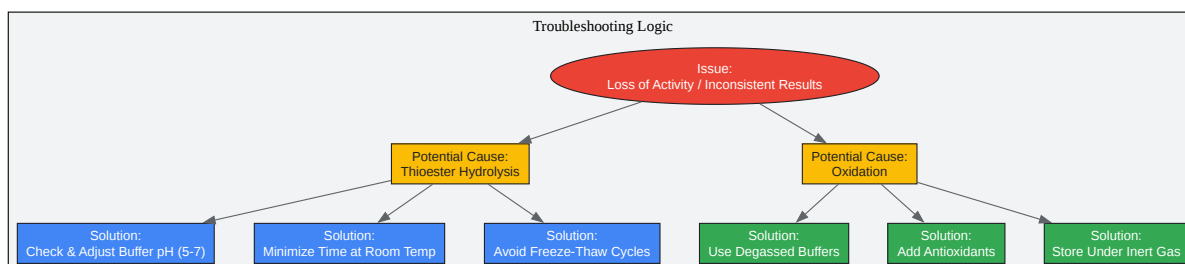 Troubleshooting Logic
Issue:
Loss of Activity / Inconsistent Results
Potential Cause:
Thioester Hydrolysis
Potential Cause:
Oxidation
Solution:
Check & Adjust Buffer pH (5-7)
Solution:
Minimize Time at Room Temp
Solution:
Avoid Freeze-Thaw Cycles
Solution:
Use Degassed Buffers
Solution:
Add Antioxidants
Solution:
Store Under Inert Gas